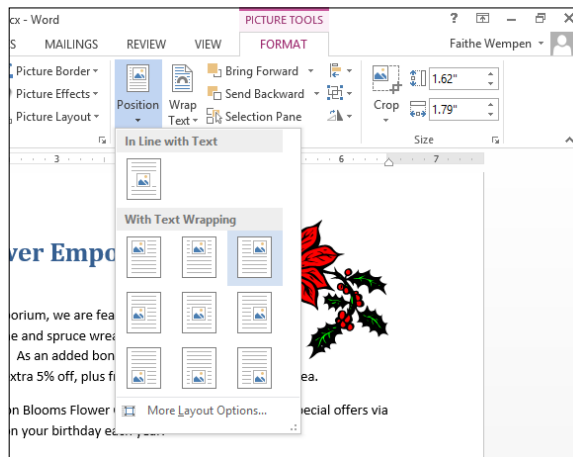 cx - Word
PICTURE TOOLS
?
S MAILINGS REVIEW VIEW FORMAT Faithe Wempen
Picture Border
Picture Effects
Picture Layout
Position
Wrap Text
Bring Forward
Send Backward
Selection Pane
Crop
1.62"
1.79"
Size
In Line with Text
With Text Wrapping
More Layout Options...
3 6 7
ver Empo
orium, we are fea
e and spruce wrea
As an added bon
xtra 5% off, plus f ea.
on Blooms Flower pecial offers via
on your birthday each year.